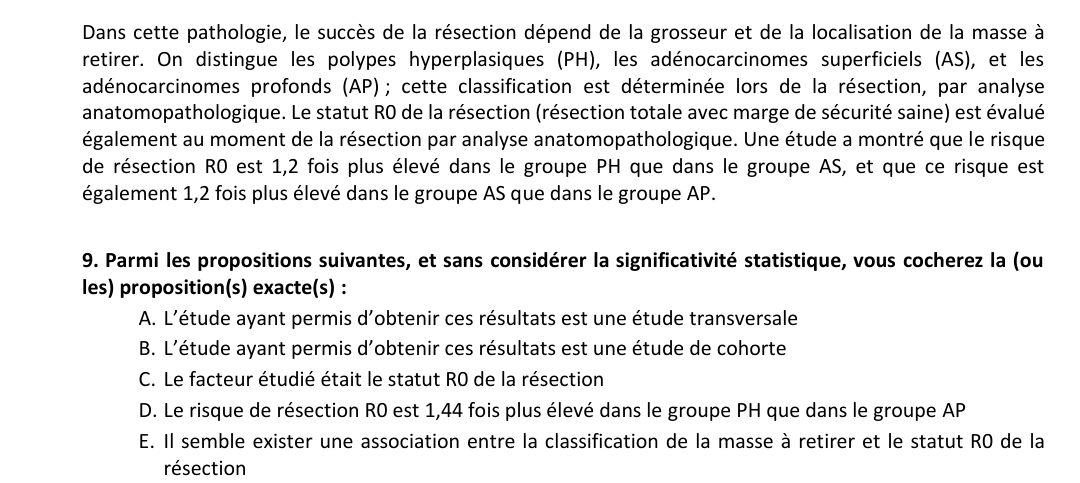 Dans cette pathologie, le succès de la résection dépend de la grosseur et de la localisation de la masse à
retirer. On distingue les polypes hyperplasiques (PH), les adénocarcinomes superficiels (AS), et les
adénocarcinomes profonds (AP) ; cette classification est déterminée lors de la résection, par analyse
anatomopathologique. Le statut R0 de la résection (résection totale avec marge de sécurité saine) est évalué
également au moment de la résection par analyse anatomopathologique. Une étude a montré que le risque
de résection R0 est 1,2 fois plus élevé dans le groupe PH que dans le groupe AS, et que ce risque est
également 1,2 fois plus élevé dans le groupe AS que dans le groupe AP.
9. Parmi les propositions suivantes, et sans considérer la significativité statistique, vous cocherez la (ou
les) proposition(s) exacte(s) :
A. L’étude ayant permis d’obtenir ces résultats est une étude transversale
B. L’étude ayant permis d’obtenir ces résultats est une étude de cohorte
C. Le facteur étudié était le statut R0 de la résection
D. Le risque de résection R0 est 1,44 fois plus élevé dans le groupe PH que dans le groupe AP
E. Il semble exister une association entre la classification de la masse à retirer et le statut R0 de la
résection